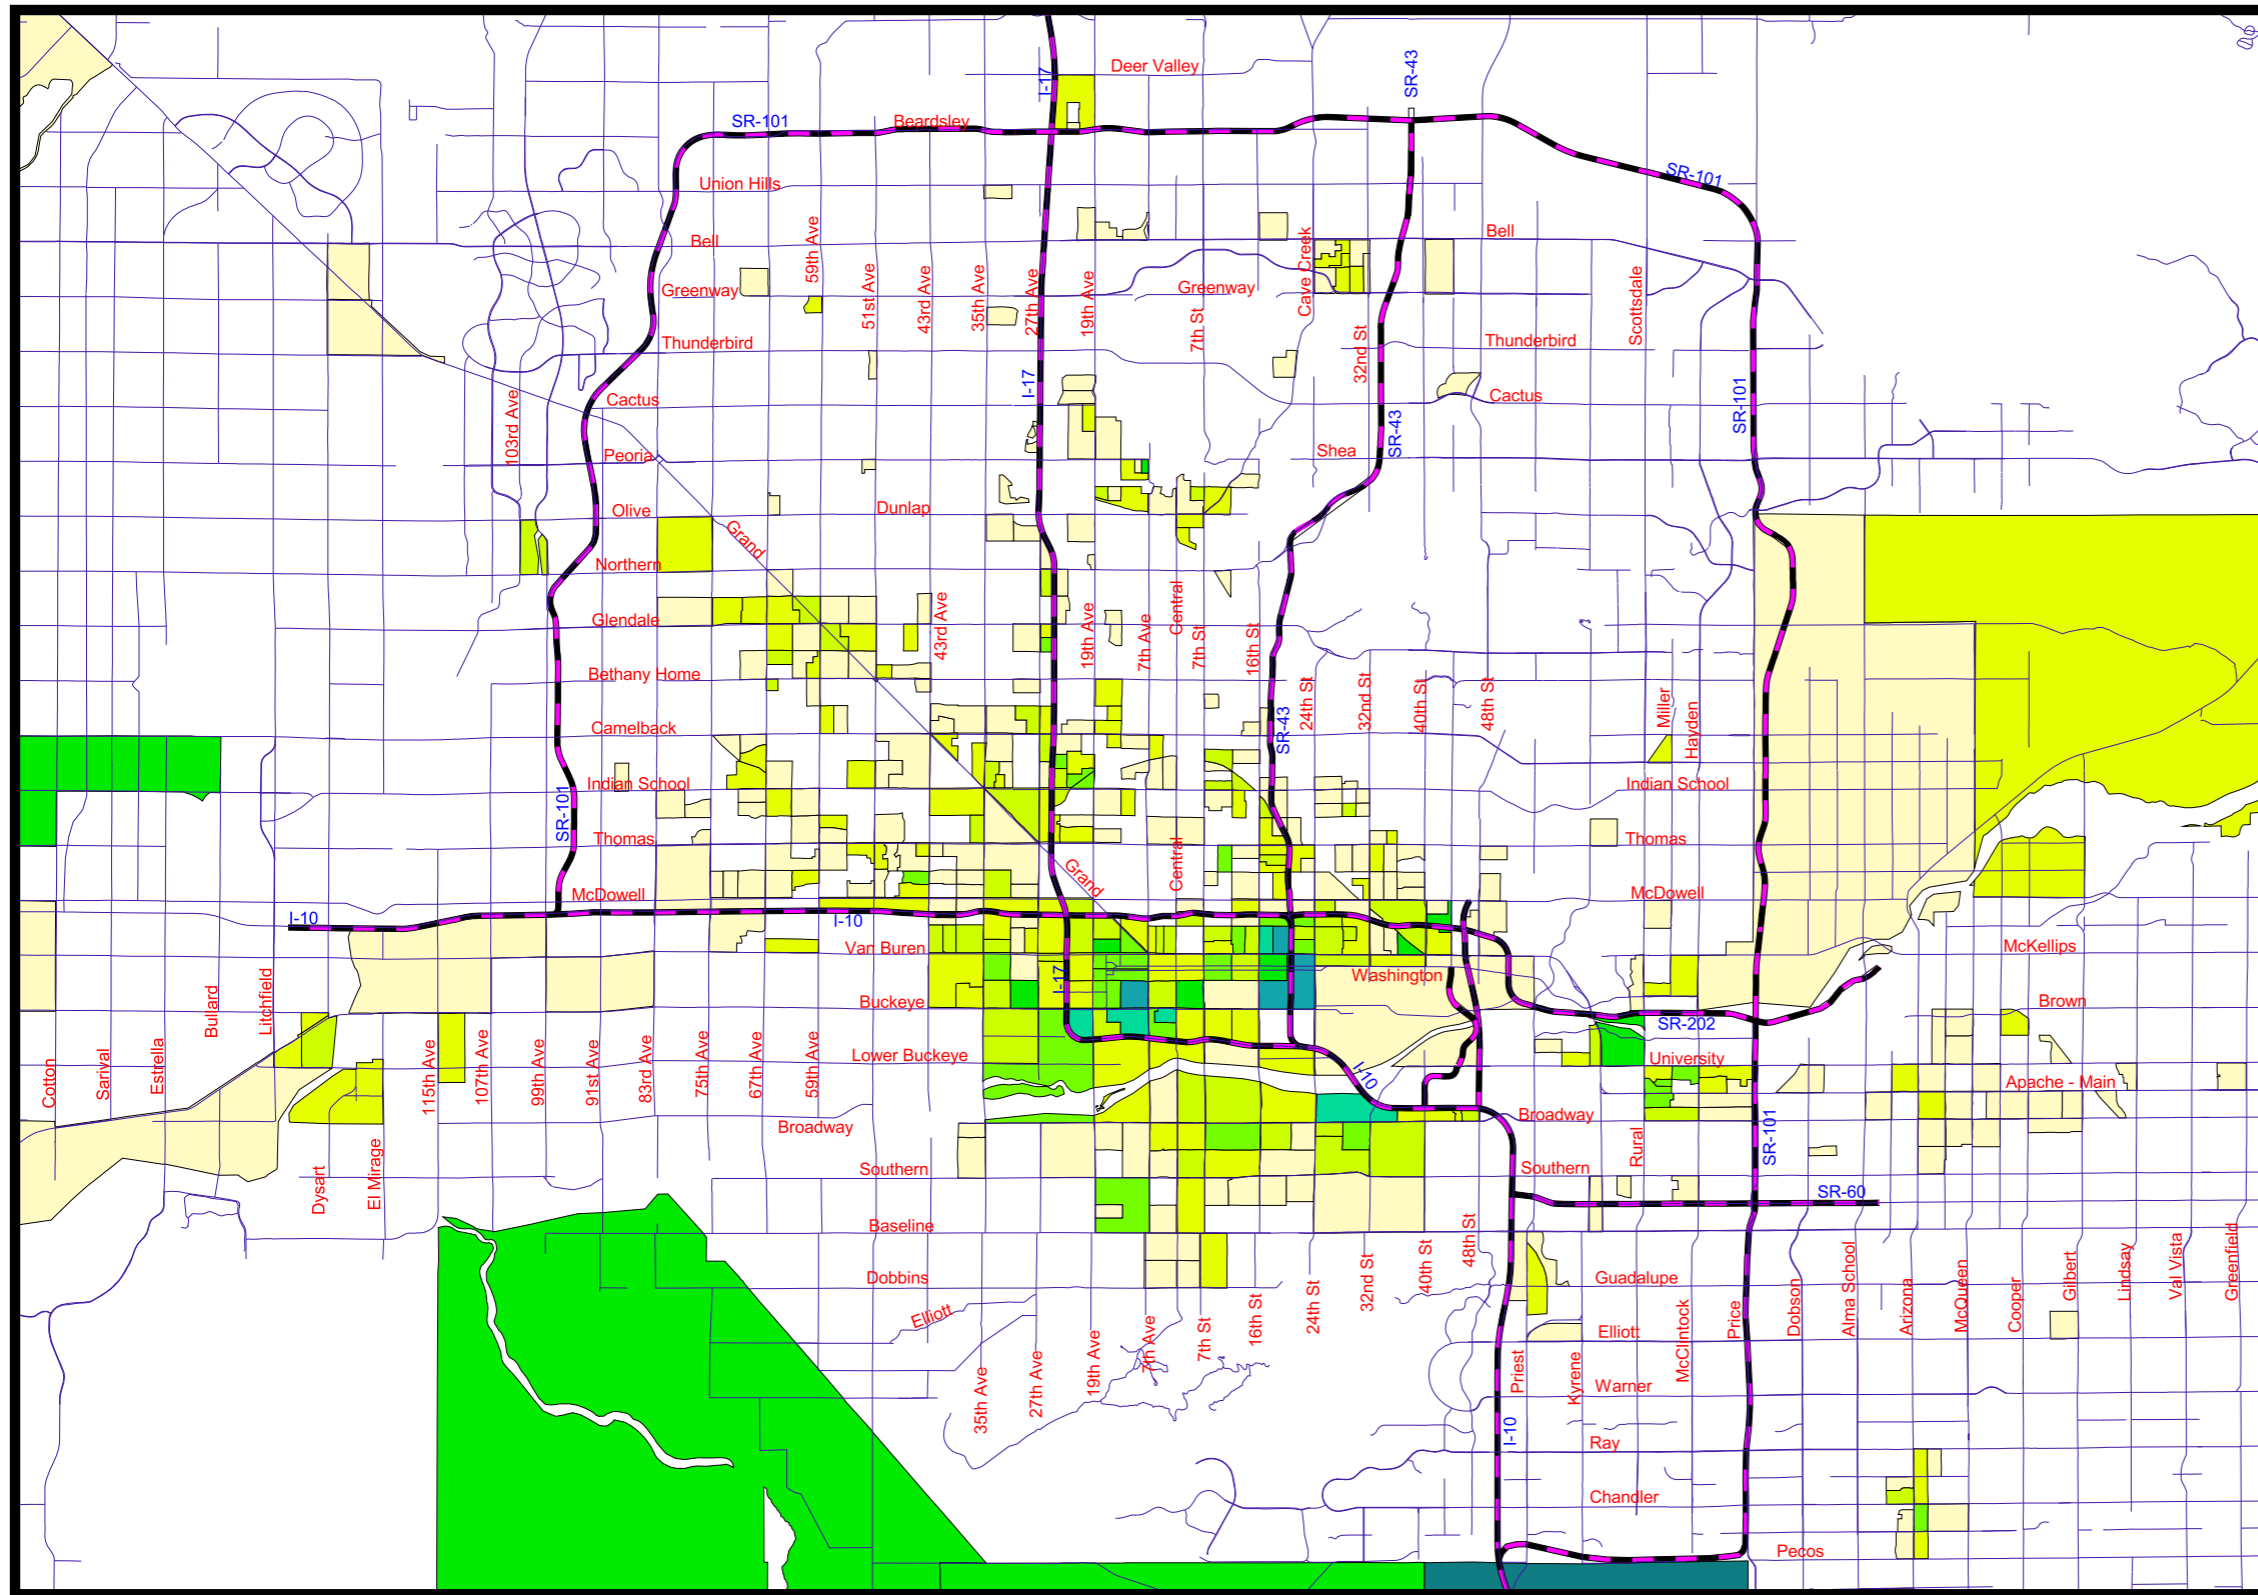 Deer Valley
I-17
SR-43
SR-101
Beardsley
SR-101
Union Hills
Bell
59th Ave
51st Ave
43rd Ave
35th Ave
27th Ave
19th Ave
Cave Creek
Bell
Greenway
Greenway
7th St
32nd St
Scottsdale
Thunderbird
Thunderbird
I-17
Cactus
Cactus
103rd Ave
SR-43
SR-101
Peoria
Shea
Olive
Dunlap
Grand
Northern
Glendale
43rd Ave
19th Ave
7th Ave
Central
7th St
16th St
Bethany Home
24th St
32nd St
40th St
48th St
Miller
Hayden
Camelback
SR-43
Indian School
Indian School
SR-101
Thomas
Thomas
Grand
Central
McDowell
McDowell
I-10
I-10
Van Buren
McKellips
Washington
I-17
Buckeye
Brown
Bullard
Litchfield
SR-202
Lower Buckeye
University
Cotton
Sarival
Estrella
115th Ave
107th Ave
99th Ave
91st Ave
83rd Ave
75th Ave
67th Ave
59th Ave
I-10
Apache - Main
Broadway
Broadway
Rural
SR-101
Southern
Southern
Dysart
El Mirage
SR-60
Baseline
48th St
40th St
32nd St
24th St
16th St
Dobbins
Guadalupe
Alma School
Dobson
Arizona
McQueen
Cooper
Gilbert
Lindsay
Val Vista
Greenfield
Elliott
Elliott
Price
McClintock
Priest
Kyrene
35th Ave
27th Ave
19th Ave
7th Ave
7th St
Warner
I-10
Ray
Chandler
Pecos